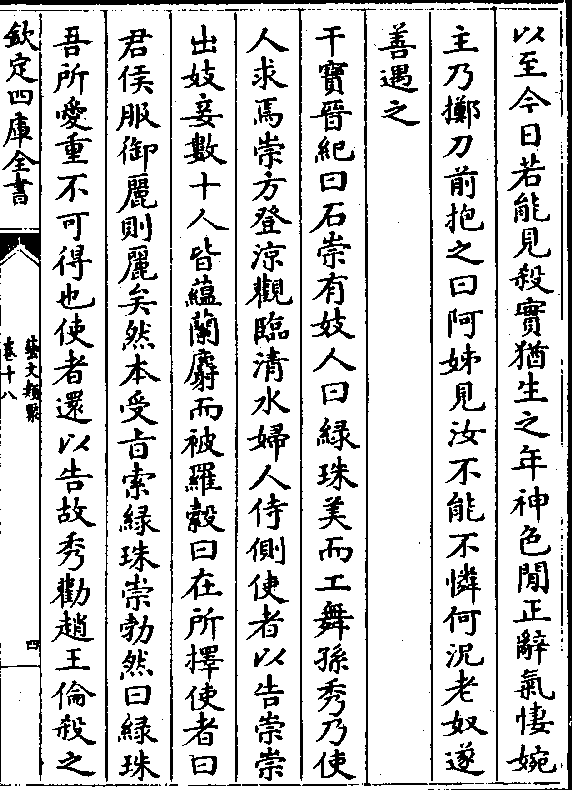 以至今日若能見殺實猶生之年神色閒正辭氣悽婉
主乃擲刀前抱之曰阿姊見汝不能不憐何況老奴遂
善遇之
干寶晉紀曰石崇有妓人曰緑珠美而工舞孫秀乃使
人求焉崇方登涼觀臨清水婦人侍側使者以告崇崇
出妓妾數十人皆蘊蘭麝而被羅縠曰在所擇使者曰
君侯服御麗則麗矣然本受㫖索緑珠崇勃然曰緑珠
吾所愛重不可得也使者還以告故秀勸趙王倫殺之
欽定四庫全書
藝文類聚
卷十八
四